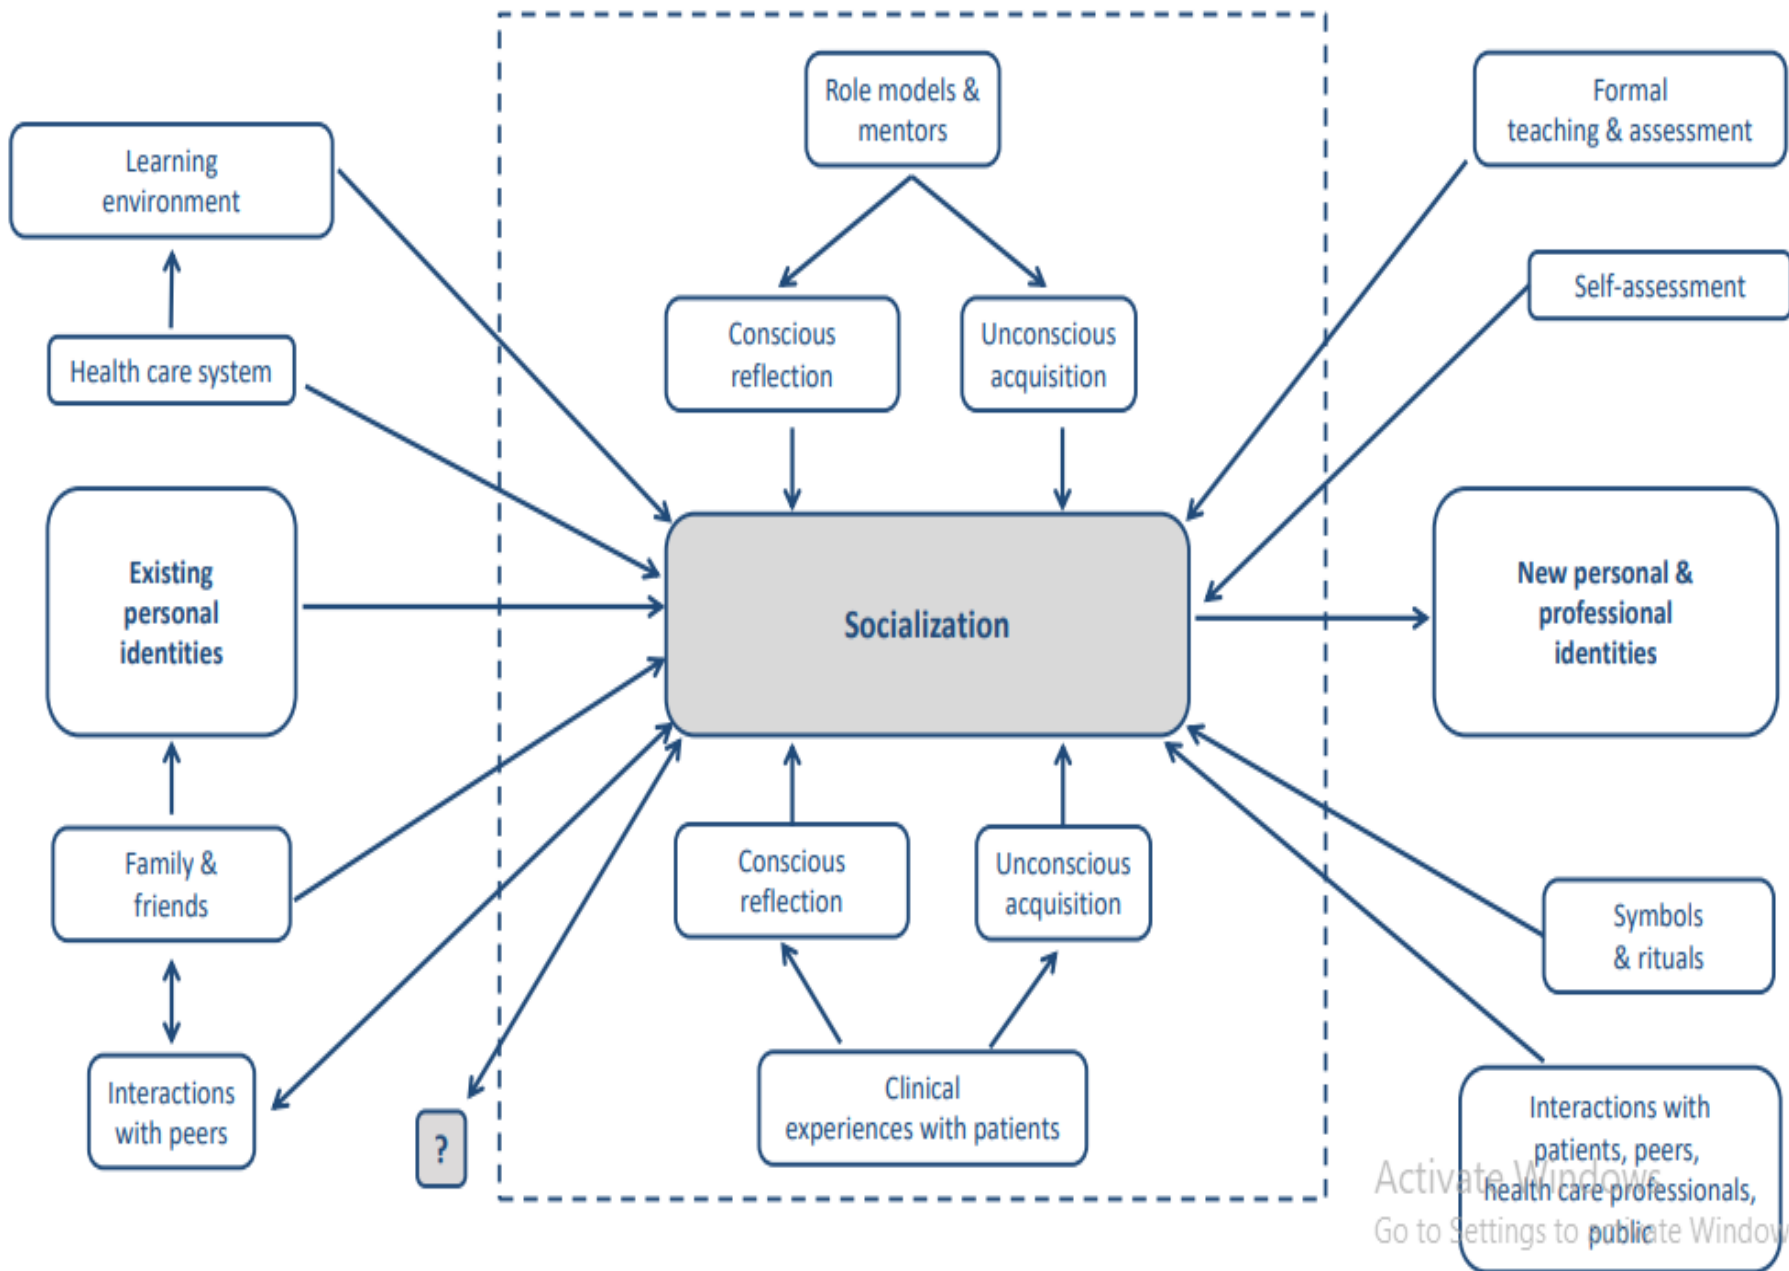 Role models &
mentors
Formal
teaching & assessment
Learning
environment
Self-assessment
Conscious
reflection
Unconscious
acquisition
Health care system
Existing
personal
identities
Socialization
New personal &
professional
identities
Family &
friends
Conscious
reflection
Unconscious
acquisition
Symbols
& rituals
Interactions
with peers
?
Clinical
experiences with patients
Interactions with
patients, peers,
health care professionals,
public
Activate Windows
Go to Settings to activate Window